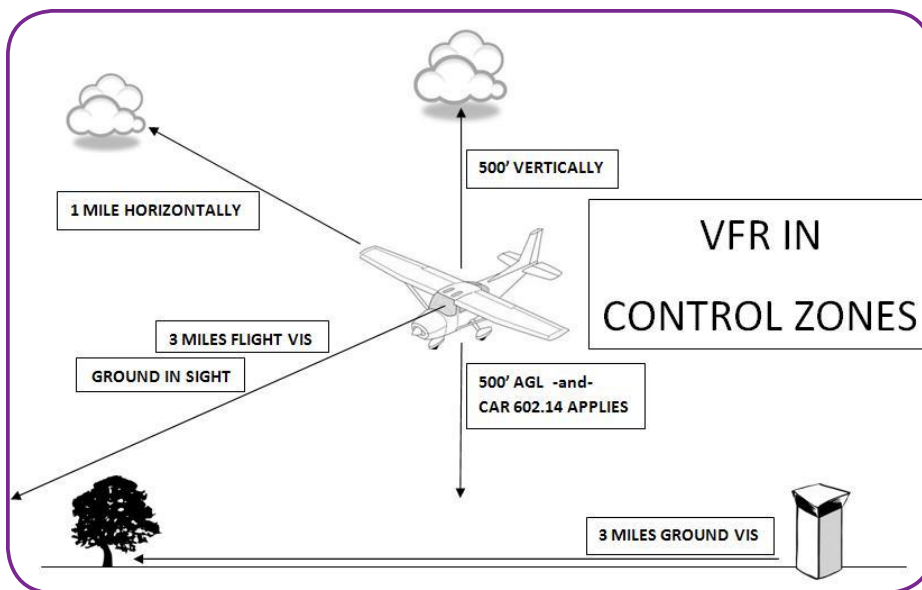 500' VERTICALLY
1 MILE HORIZONTALLY
VFR IN
CONTROL ZONES
3 MILES FLIGHT VIS
GROUND IN SIGHT
500' AGL -and-
CAR 602.14 APPLIES
3 MILES GROUND VIS